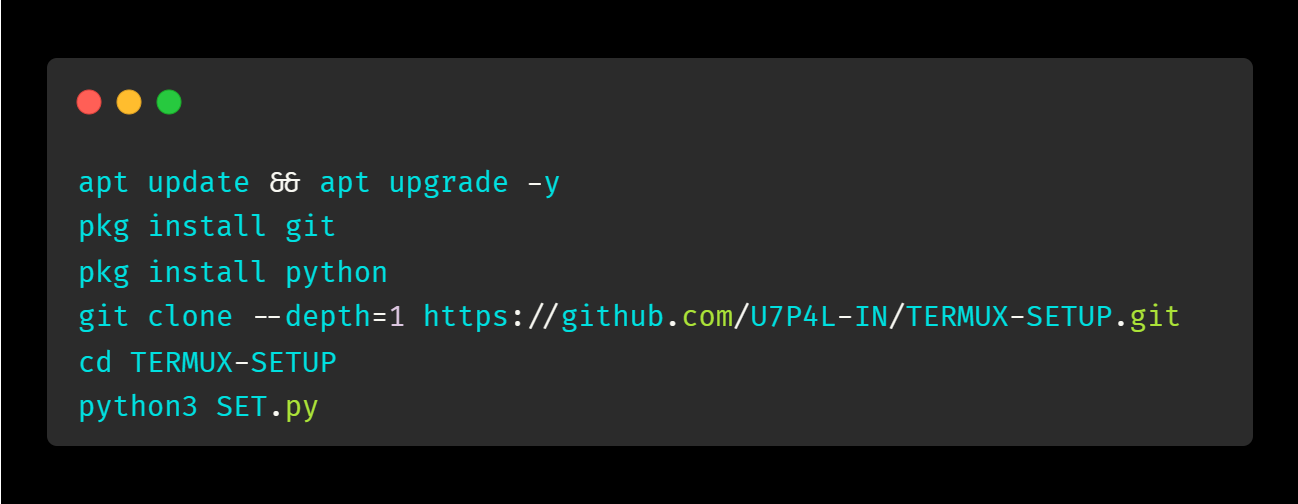 apt update && apt upgrade -y
pkg install git
pkg install python
git clone --depth=1 https://github.com/U7P4L-IN/TERMUX-SETUP.git
cd TERMUX-SETUP
python3 SET.py